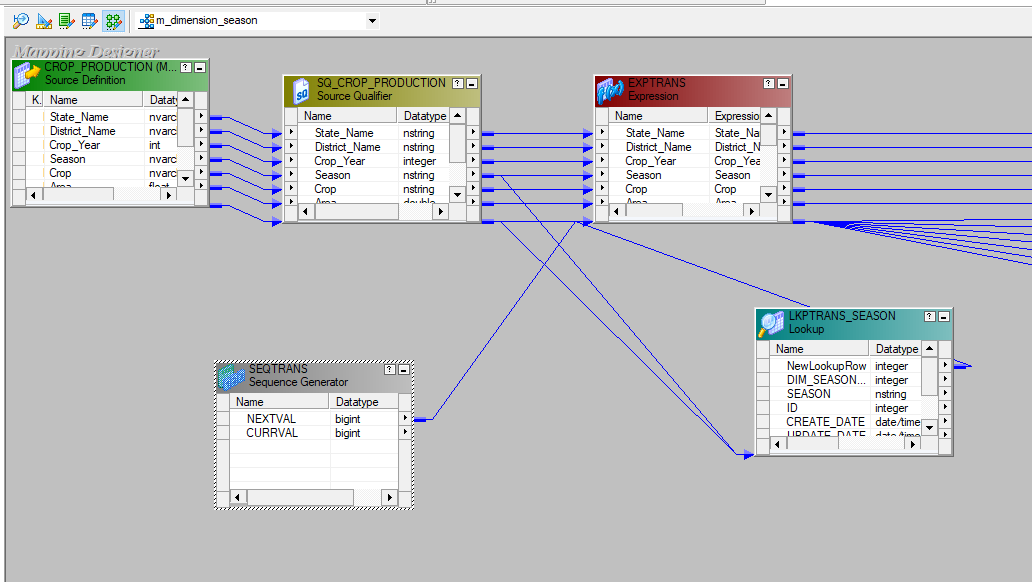 m_dimension_season
Mapping Designer
CROP_PRODUCTION (M...
Source Definition
K. Name Dataty
State_Name nvarc
District_Name nvarc
Crop_Year int
Season nvarc
Crop nvarc
Area float
SQ_CROP_PRODUCTION
Source Qualifier
Name Datatype
State_Name nstring
District_Name nstring
Crop_Year integer
Season nstring
Crop nstring
Area double
EXPTRANS
Expression
Name Expressio
State_Name State_Na
District_Name District_N
Crop_Year Crop_Yea
Season Season
Crop Crop
Area Area
LKPTRANS_SEASON
Lookup
Name Datatype
NewLookupRow integer
DIM_SEASON... integer
SEASON nstring
ID integer
CREATE_DATE date/time
UPDATE_DATE date/time
SEQTRANS
Sequence Generator
Name Datatype
NEXTVAL bigint
CURRVAL bigint